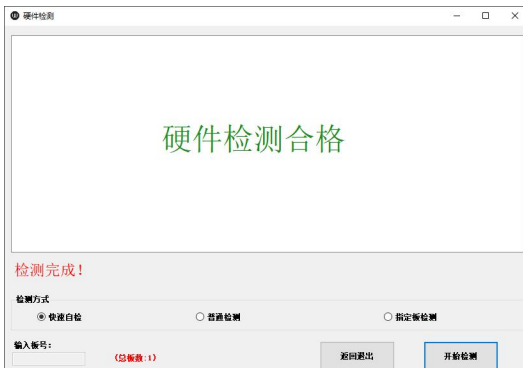 硬件检测
硬件检测合格
检测完成！
检测方式
快速自检 普通检测 指定板检测
输入板号：
(总板数:1) 返回退出 开始检测